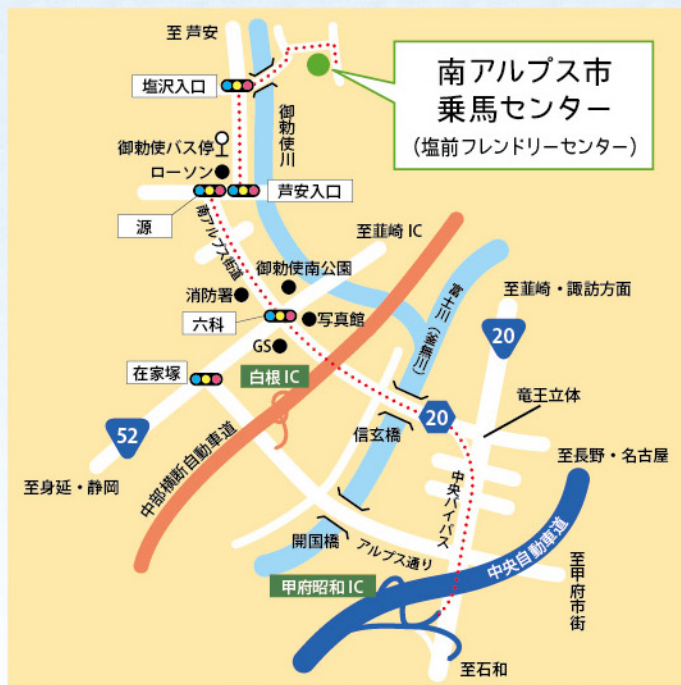 至 芦安
塩沢入口
南アルプス市
乗馬センター
（塩前フレンドリーセンター）
御勅使川
御勅使バス停
ローソン
芦安入口
源
南アルプス街道
至韮崎 IC
御勅使南公園
消防署
六科
写真館
GS
富士川（釜無川）
至韮崎・諏訪方面
20
在家塚
白根 IC
竜王立体
20
52
信玄橋
至長野・名古屋
至身延・静岡
中部横断自動車道
中央バイパス
中央自動車道
開国橋
アルプス通り
甲府昭和 IC
至甲府市街
至石和